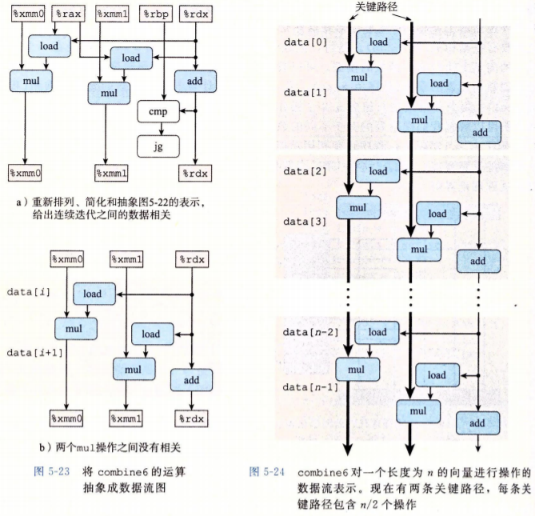 %xmm0 %rax %xmm1 %rbp %rdx
load
load
mul
add
mul
cmp
jg
%xmm0 %xmm1 %rdx
a）重新排列、简化和抽象图5-22的表示，
给出连续迭代之间的数据相关
%xmm0 %xmm1 %rdx
data[i]
load
mul
load
data[i+1]
mul
add
%xmm0 %xmm1 %rdx
b）两个mul操作之间没有相关
图 5-23 将 combine6 的运算
抽象成数据流图
关键路径
data[0]
load
mul
load
data[1]
mul
add
data[2]
load
mul
load
data[3]
mul
add
data[n-2]
load
mul
load
data[n-1]
mul
add
图 5-24 combine6 对一个长度为 n 的向量进行操作的
数据流表示。现在有两条关键路径，每条关
键路径包含 n/2 个操作